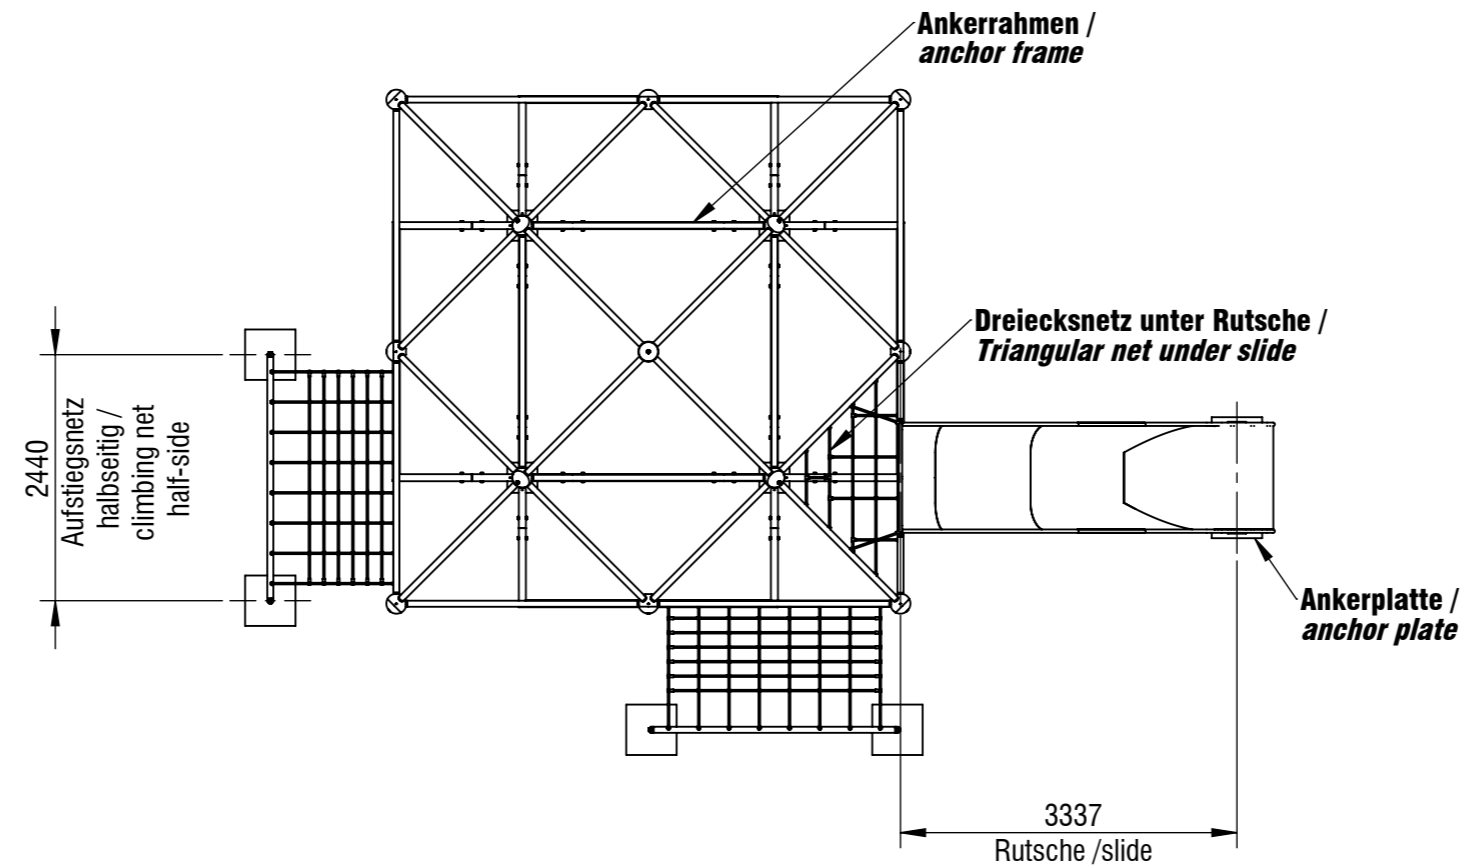 Ankerrahmen /
anchor frame
Dreiecksnetz unter Rutsche /
Triangular net under slide
2440
Aufstiegsnetz
halbseitig /
climbing net
half-side
Ankerplatte /
anchor plate
3337
Rutsche /slide